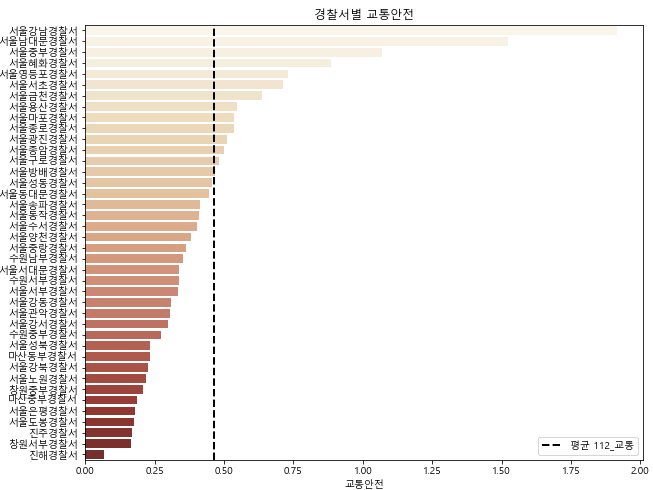 경찰서별 교통안전
서울강남경찰서
서울남대문경찰서
서울중부경찰서
서울혜화경찰서
서울영등포경찰서
서울서초경찰서
서울금천경찰서
서울용산경찰서
서울마포경찰서
서울종로경찰서
서울광진경찰서
서울종암경찰서
서울구로경찰서
서울방배경찰서
서울성동경찰서
서울동대문경찰서
서울송파경찰서
서울동작경찰서
서울수서경찰서
서울양천경찰서
서울중랑경찰서
수원남부경찰서
서울서대문경찰서
수원서부경찰서
서울서부경찰서
서울강동경찰서
서울관악경찰서
서울강서경찰서
수원중부경찰서
서울성북경찰서
마산동부경찰서
서울강북경찰서
서울노원경찰서
창원중부경찰서
마산중부경찰서
서울은평경찰서
서울도봉경찰서
진주경찰서
창원서부경찰서
진해경찰서
평균 112_교통
0.00 0.25 0.50 0.75 1.00 1.25 1.50 1.75 2.00
교통안전